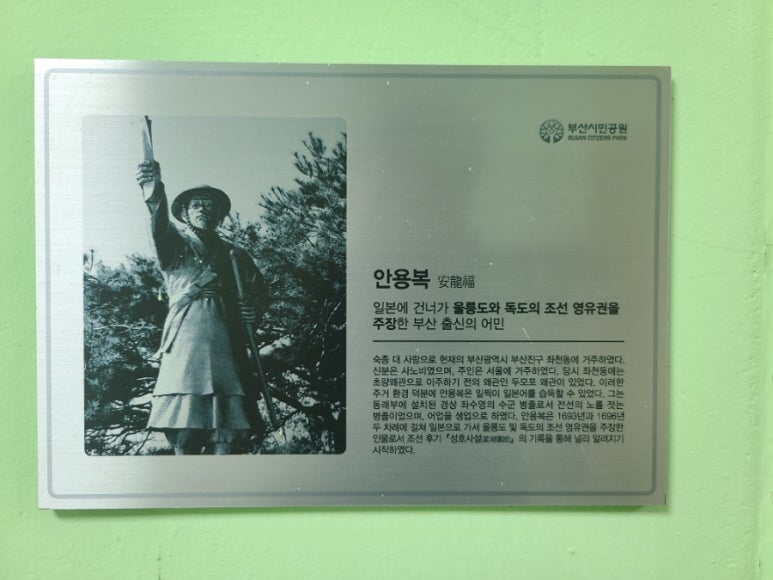 부산시민공원
BUSAN CITIZENS PARK
안용복 安龍福
일본에 건너가 울릉도와 독도의 조선 영유권을
주장한 부산 출신의 어민
숙종 대 사람으로 현재의 부산광역시 부산진구 좌천동에 거주하였다.
신분은 사노비였으며, 주인은 서울에 거주하였다. 당시 좌천동에는
초량왜관으로 이주하기 전의 왜관인 두모포 왜관이 있었다. 이러한
주거 환경 덕분에 안용복은 일찍이 일본어를 습득할 수 있었다. 그는
동래부에 설치된 경상 좌수영의 수군 병졸로서 전선의 노를 젓는
병졸이었으며, 어업을 생업으로 하였다. 안용복은 1693년과 1696년
두 차례에 걸쳐 일본으로 가서 울릉도 및 독도의 조선 영유권을 주장한
인물로서 조선 후기 『성호사설』의 기록을 통해 널리 알려지기
시작하였다.